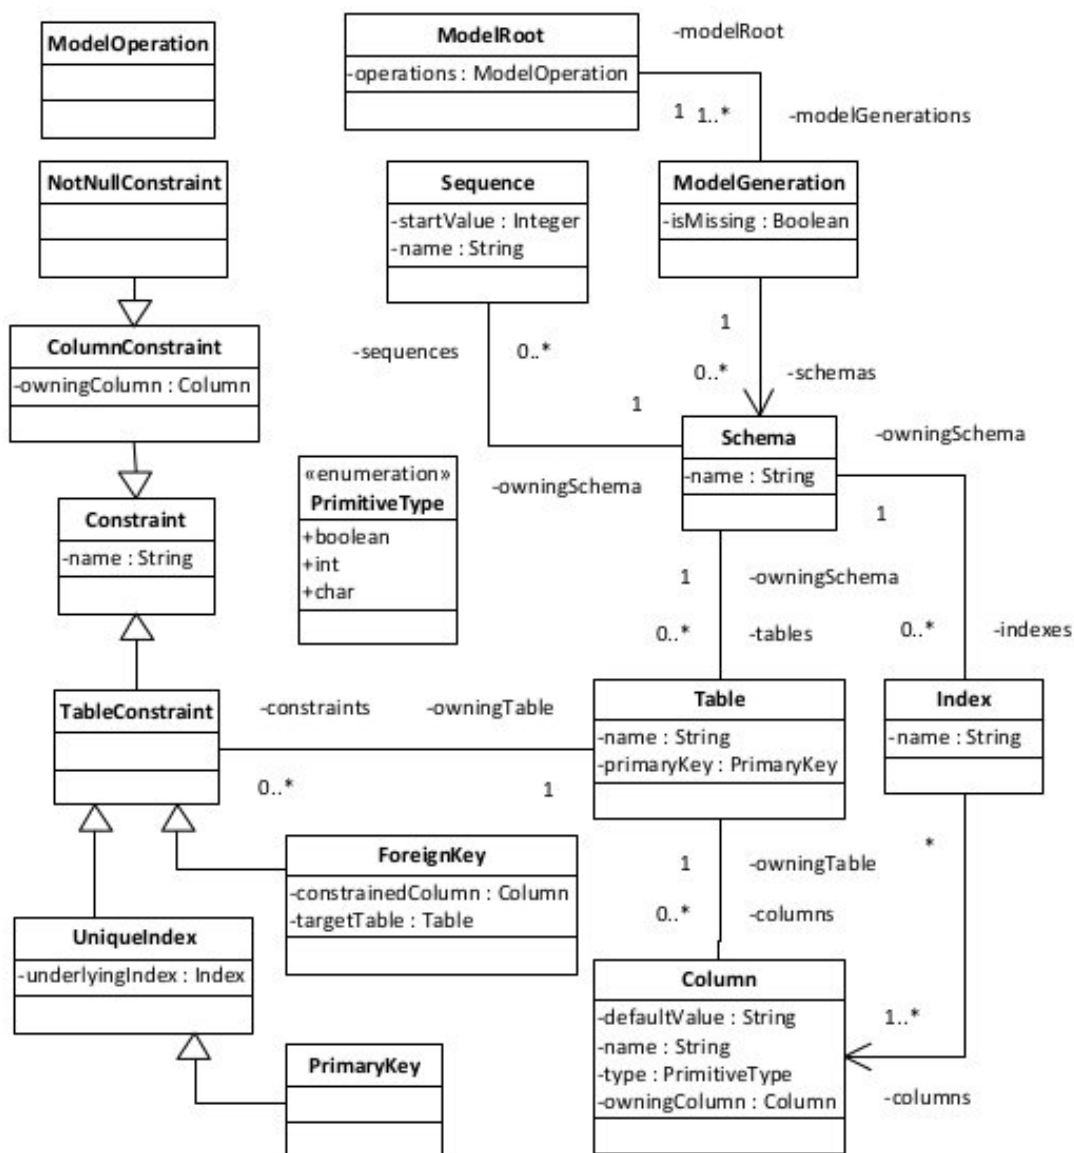 ModelOperation
ModelRoot
-operations : ModelOperation
-modelRoot
1
1..*
-modelGenerations
NotNullConstraint
Sequence
-startValue : Integer
-name : String
ModelGeneration
-isMissing : Boolean
ColumnConstraint
-owningColumn : Column
-sequences
0..*
1
1
0..*
-schemas
Schema
-name : String
-owningSchema
-owningSchema
1
«enumeration»
PrimitiveType
+boolean
+int
+char
Constraint
-name : String
1
-owningSchema
0..*
-tables
0..*
-indexes
TableConstraint
-constraints
-owningTable
0..*
1
Table
-name : String
-primaryKey : PrimaryKey
Index
-name : String
ForeignKey
-constrainedColumn : Column
-targetTable : Table
1
-owningTable
0..*
-columns
*
UniqueIndex
-underlyingIndex : Index
Column
-defaultValue : String
-name : String
-type : PrimitiveType
-owningColumn : Column
1..*
-columns
PrimaryKey